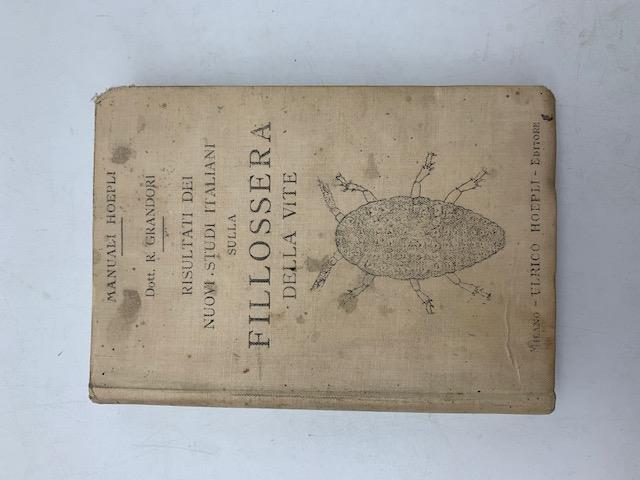 MANUALI HOEPLI
Dott. R. GRANDORI
RISULTATI DEI
NUOVI STUDI ITALIANI
SULLA
FILLOSSERA
DELLA VITE
MILANO - ULRICO HOEPLI - EDITORE